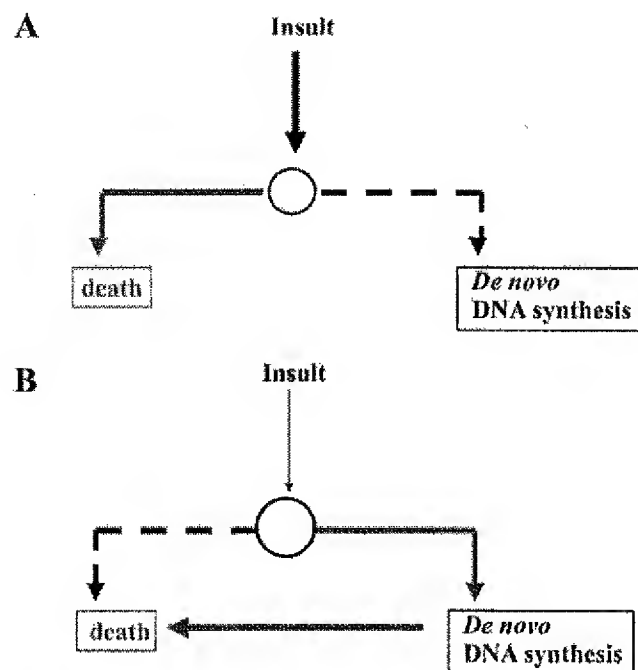 A
Insult
death
De novo
DNA synthesis
B
Insult
death
De novo
DNA synthesis